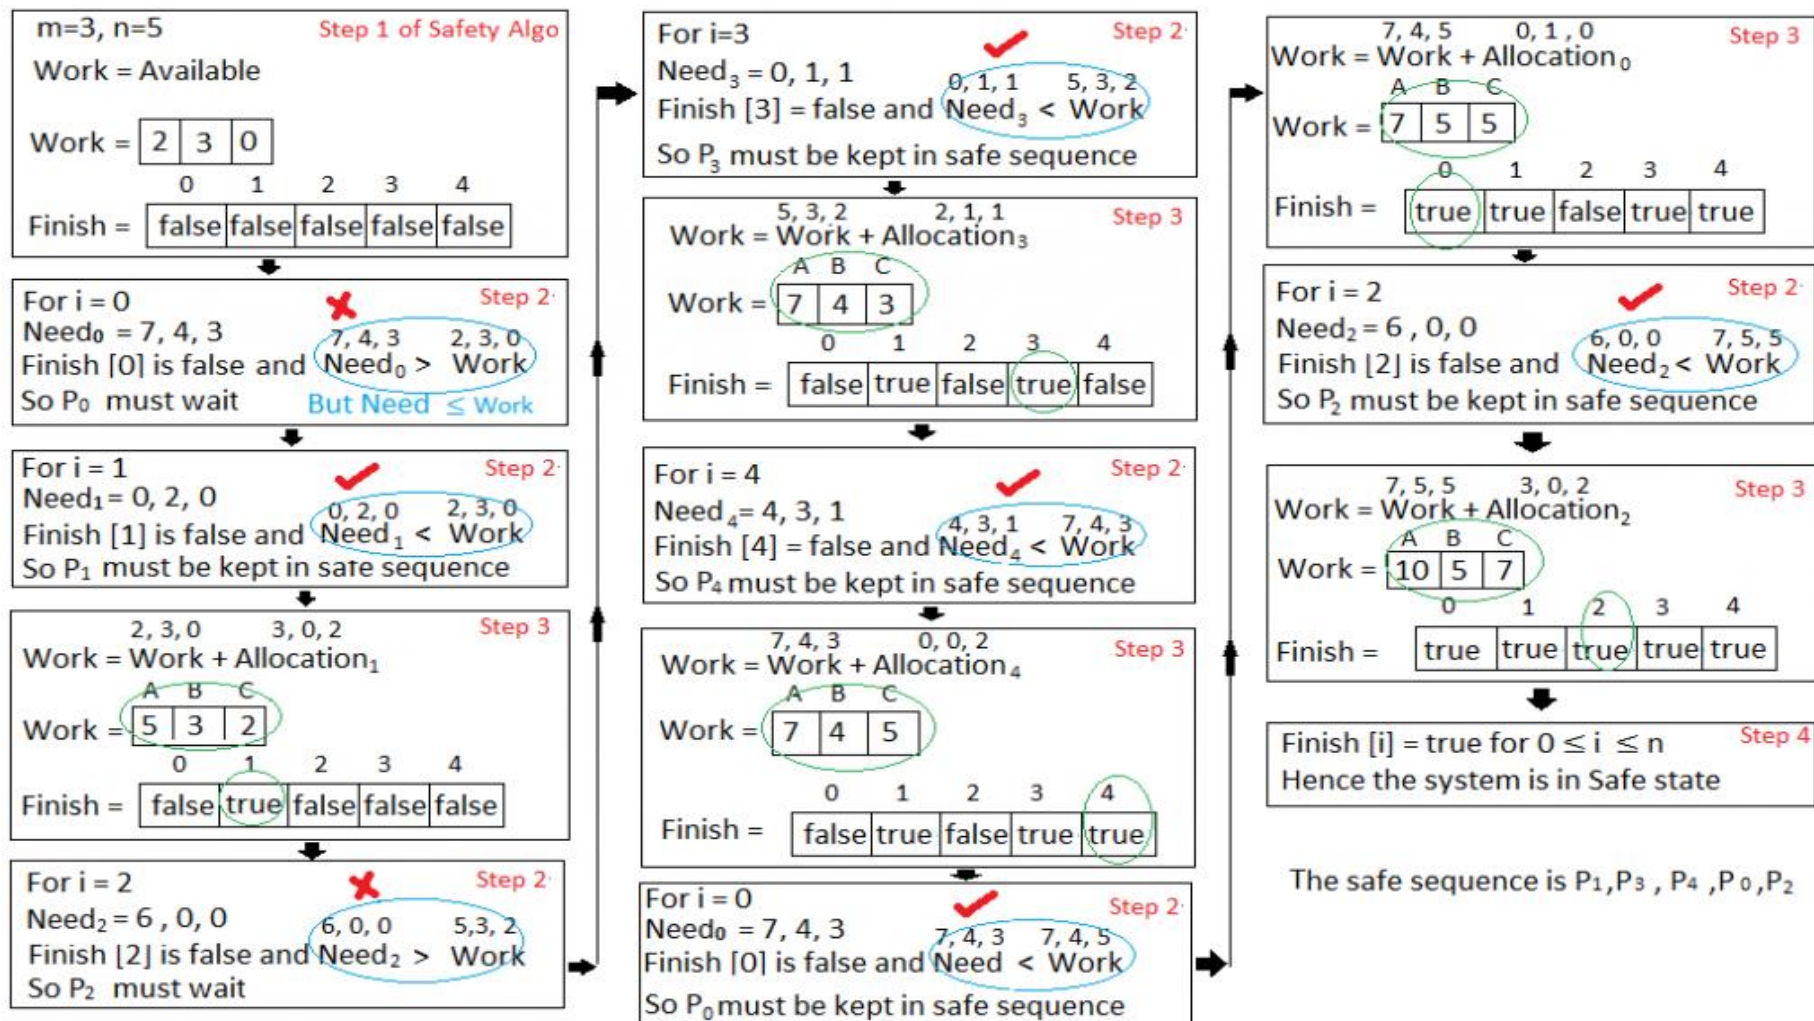 m=3, n=5 Step 1 of Safety Algo
Work = Available
Work = 2 3 0
0 1 2 3 4
Finish = false false false false false
For i = 0 Step 2
Need₀ = 7, 4, 3 7, 4, 3 2, 3, 0
Finish [0] is false and Need₀ > Work
So P₀ must wait But Need ≤ Work
For i = 1 Step 2
Need₁= 0, 2, 0 0, 2, 0 2, 3, 0
Finish [1] is false and Need₁ < Work
So P₁ must be kept in safe sequence
2, 3, 0 3, 0, 2 Step 3
Work = Work + Allocation₁
A B C
Work = 5 3 2
0 1 2 3 4
Finish = false true false false false
For i = 2 Step 2
Need₂ = 6 , 0, 0 6, 0, 0 5,3, 2
Finish [2] is false and Need₂ > Work
So P₂ must wait
For i=3 Step 2
Need₃ = 0, 1, 1 0, 1, 1 5, 3, 2
Finish [3] = false and Need₃ < Work
So P₃ must be kept in safe sequence
5, 3, 2 2, 1, 1 Step 3
Work = Work + Allocation₃
A B C
Work = 7 4 3
0 1 2 3 4
Finish = false true false true false
For i = 4 Step 2
Need₄= 4, 3, 1 4, 3, 1 7, 4, 3
Finish [4] = false and Need₄ < Work
So P₄ must be kept in safe sequence
7, 4, 3 0, 0, 2 Step 3
Work = Work + Allocation₄
A B C
Work = 7 4 5
0 1 2 3 4
Finish = false true false true true
For i = 0 Step 2
Need₀ = 7, 4, 3 7, 4, 3 7, 4, 5
Finish [0] is false and Need < Work
So P₀ must be kept in safe sequence
7, 4, 5 0, 1 , 0 Step 3
Work = Work + Allocation₀
A B C
Work = 7 5 5
0 1 2 3 4
Finish = true true false true true
For i = 2 Step 2
Need₂ = 6 , 0, 0 6, 0, 0 7, 5, 5
Finish [2] is false and Need₂ < Work
So P₂ must be kept in safe sequence
7, 5, 5 3, 0, 2 Step 3
Work = Work + Allocation₂
A B C
Work = 10 5 7
0 1 2 3 4
Finish = true true true true true
Finish [i] = true for 0 ≤ i ≤ n Step 4
Hence the system is in Safe state
The safe sequence is P₁,P₃ , P₄ ,P₀,P₂